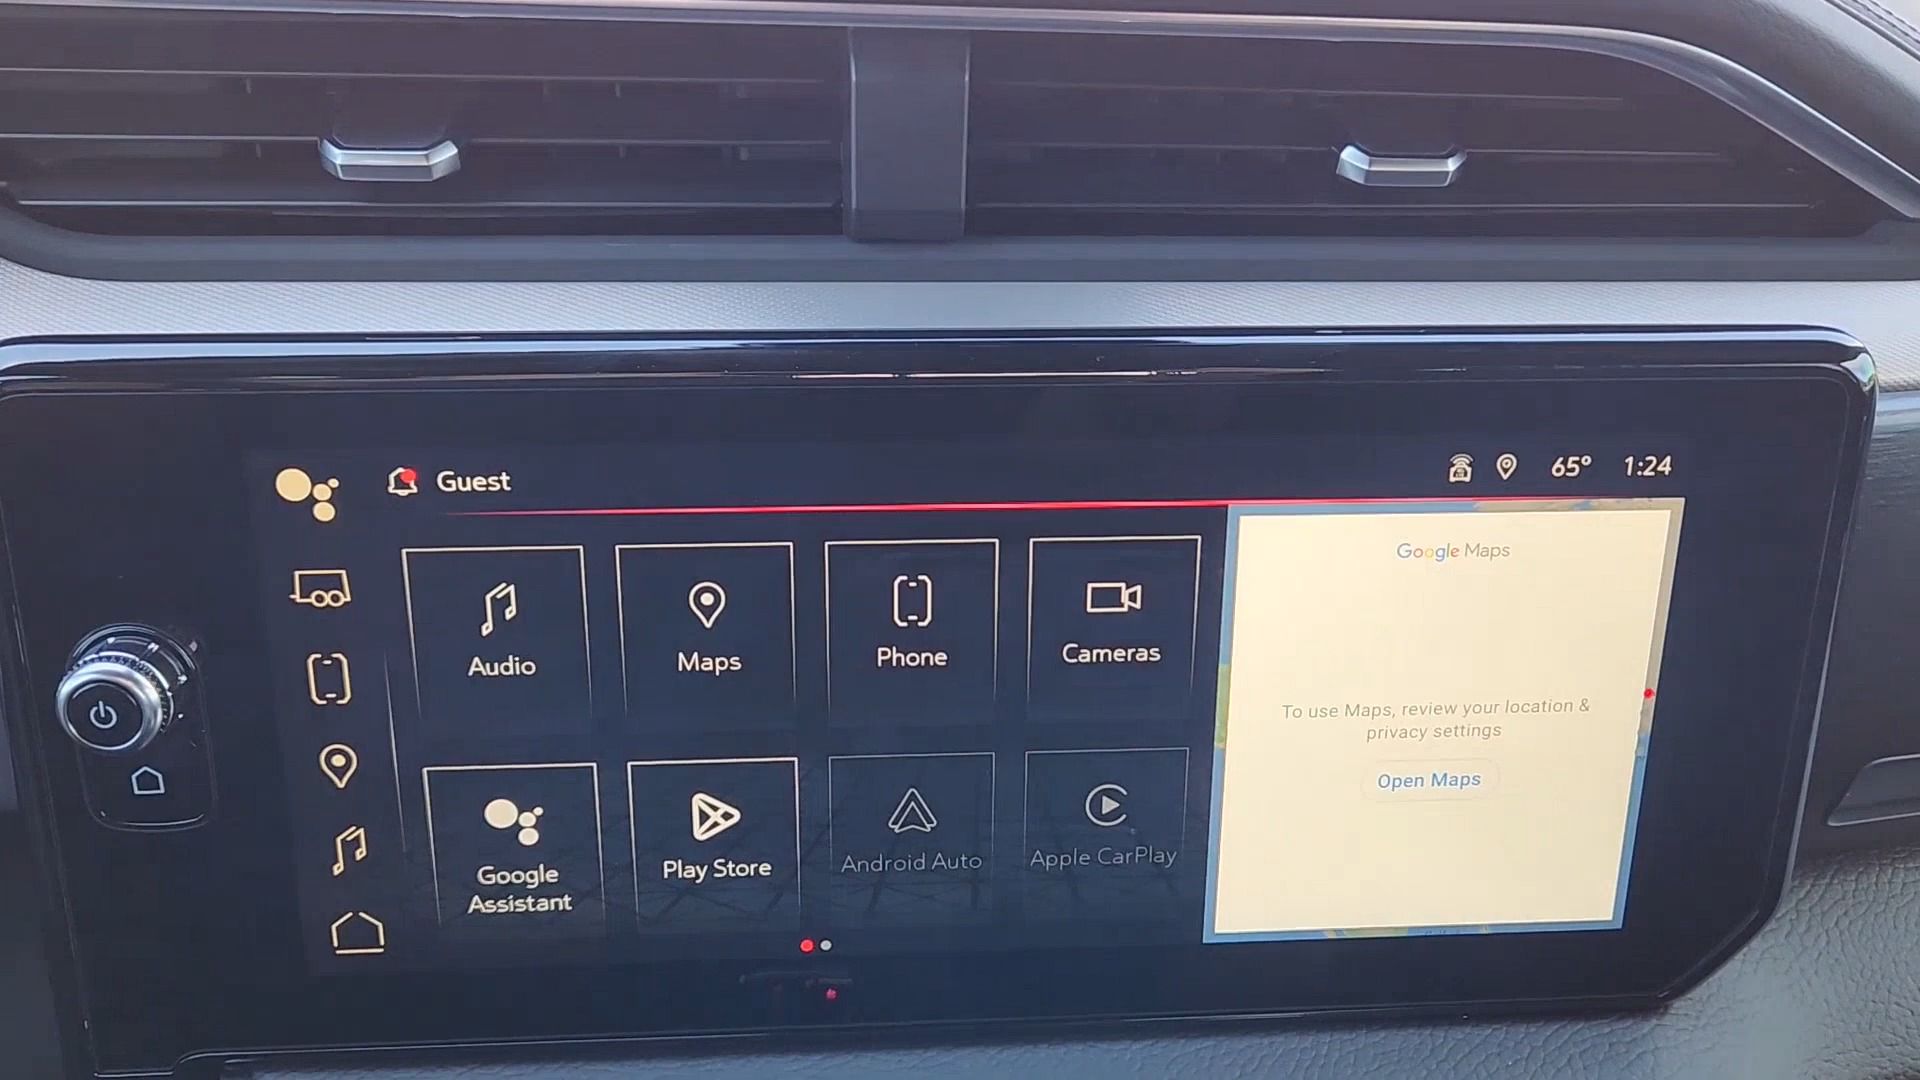 Guest
65° 1:24
Audio
Maps
Phone
Cameras
Google
Assistant
Play Store
Android Auto
Apple CarPlay
Google Maps
To use Maps, review your location &
privacy settings
Open Maps